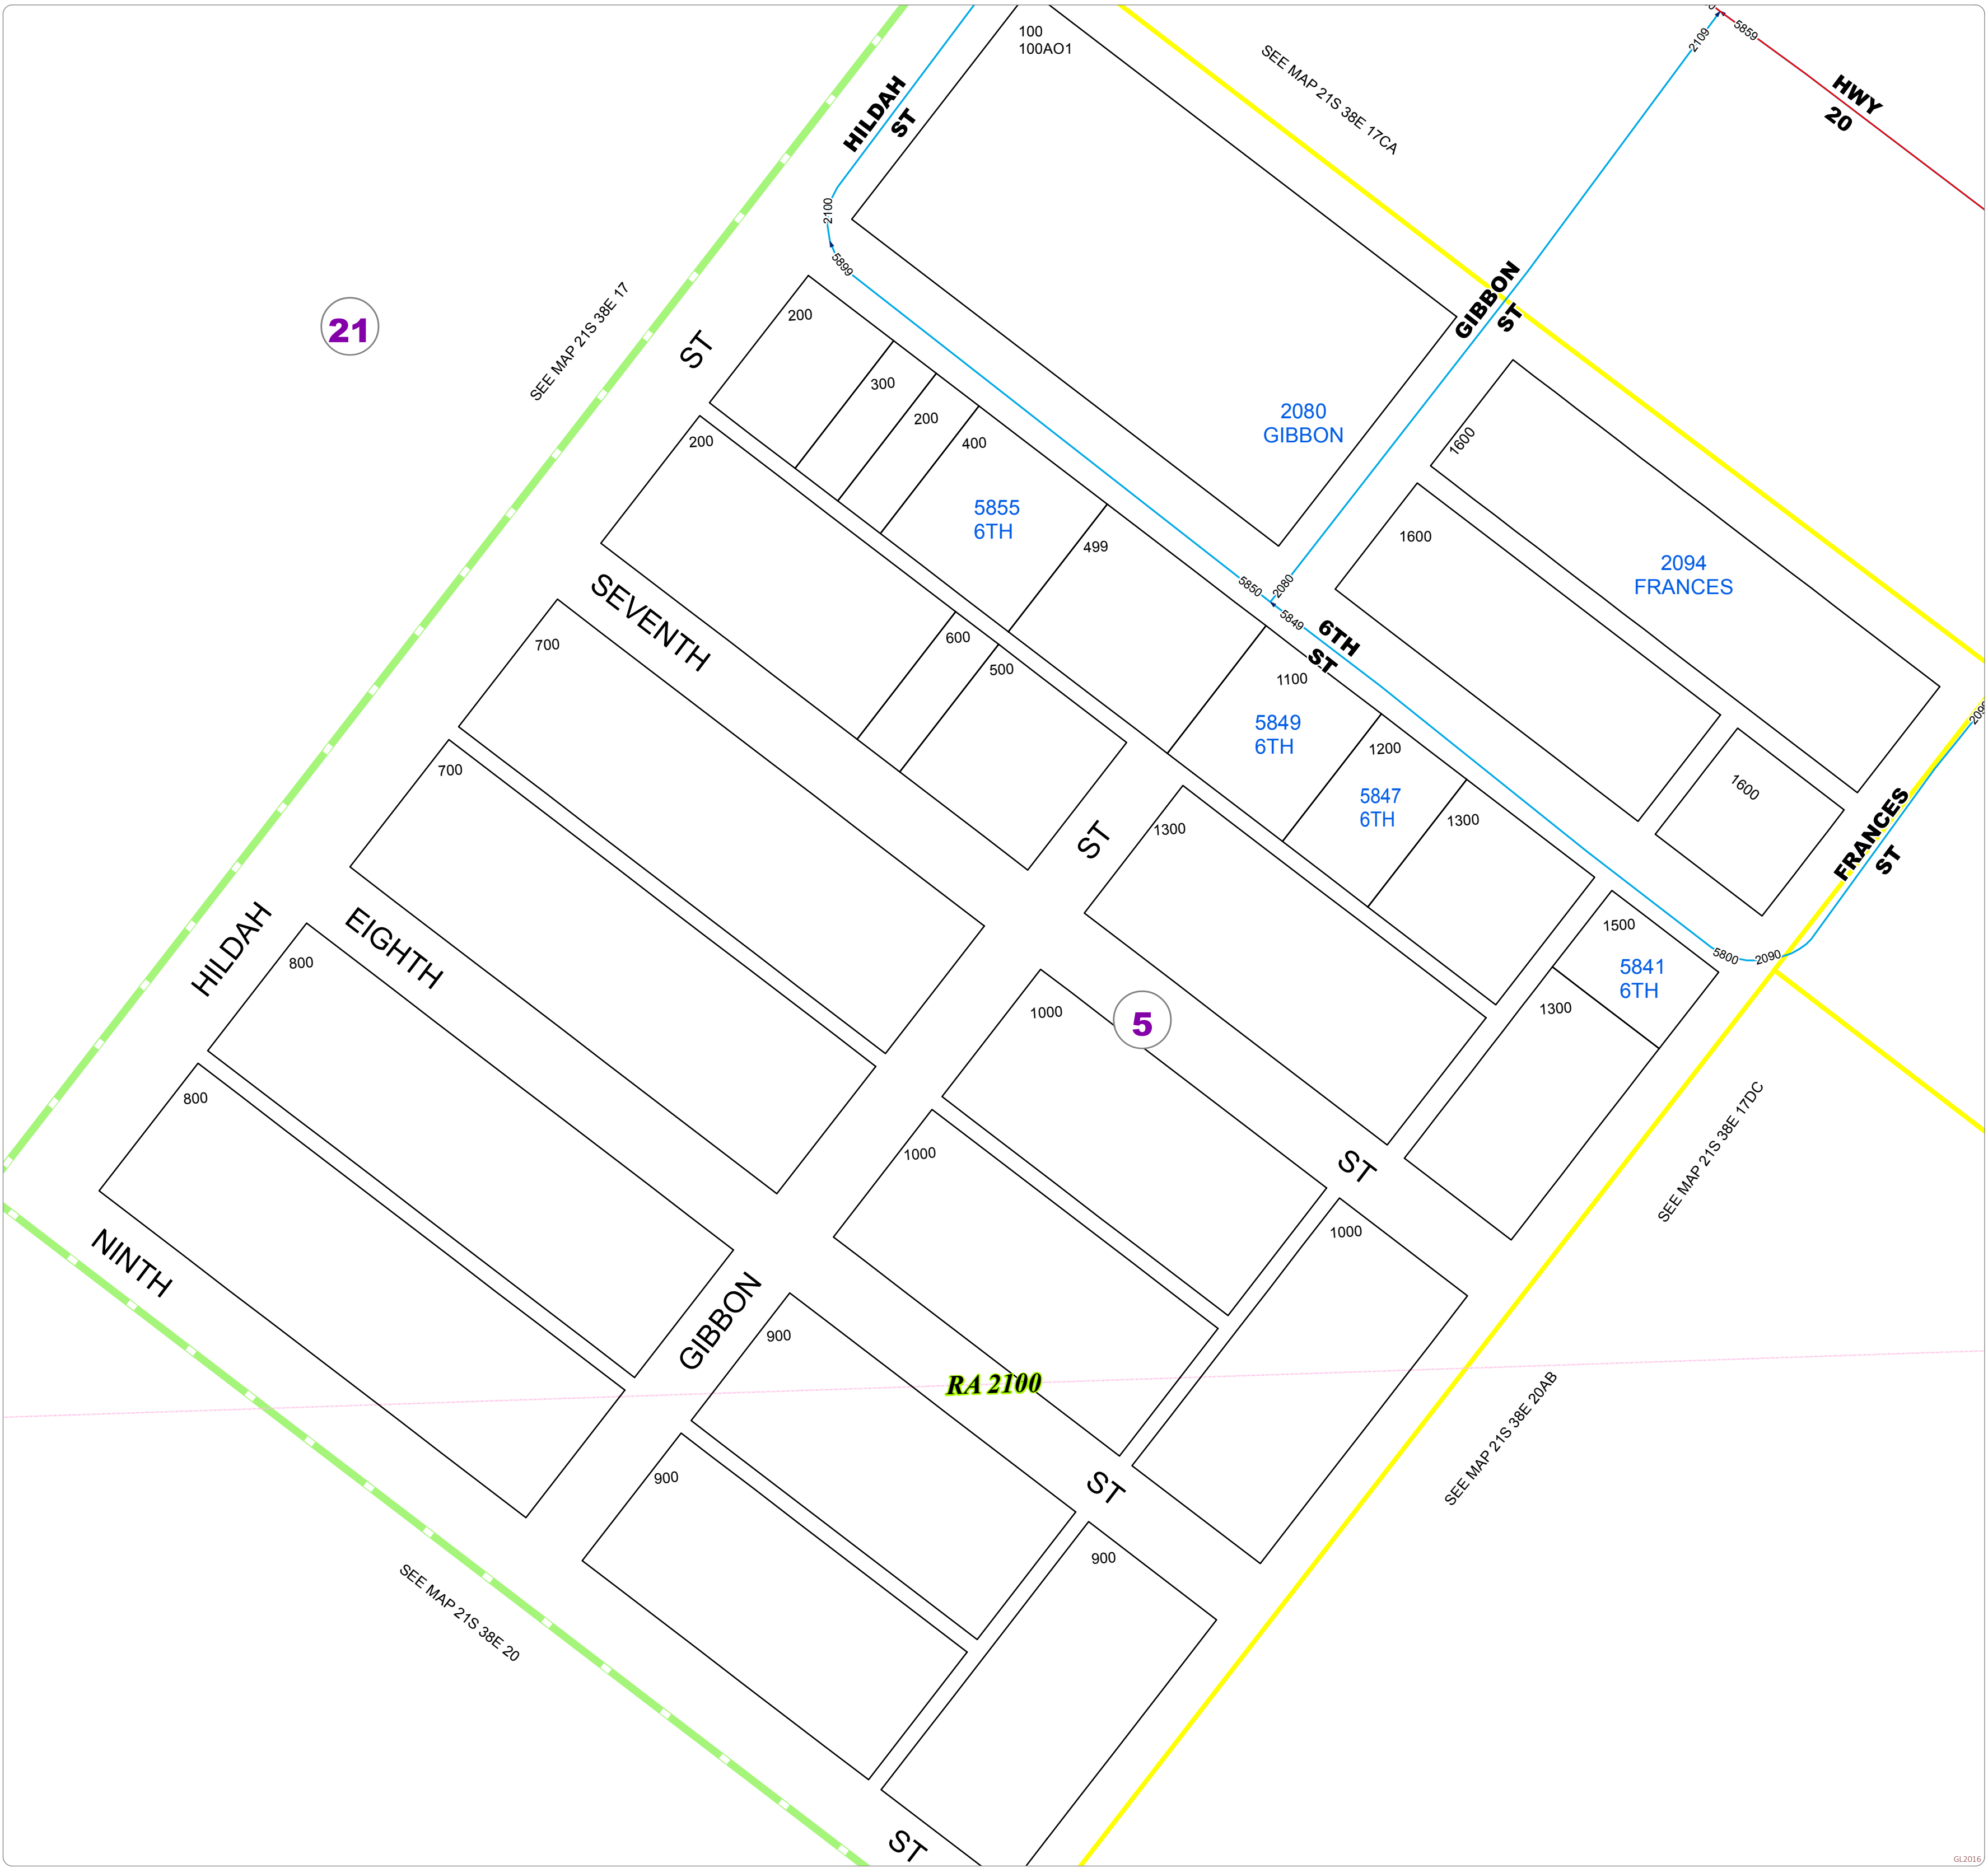 100
100AO1
SEE MAP 21S 38E 17CA
2109
5859
HWY
20
HILDAH
ST
2100
5899
GIBBON
ST
21
SEE MAP 21S 38E 17
ST
200
300
200
400
2080
GIBBON
1600
200
5855
6TH
499
1600
2094
FRANCES
5850
2080
5849
6TH
ST
SEVENTH
700
600
500
1100
5849
6TH
1200
5847
6TH
1300
1600
2099
FRANCES
ST
700
ST
1300
1500
5841
6TH
5800
2090
HILDAH
EIGHTH
800
1000
5
1300
SEE MAP 21S 38E 17DC
800
1000
ST
1000
NINTH
GIBBON
900
RA 2100
SEE MAP 21S 38E 20AB
900
ST
900
SEE MAP 21S 38E 20
ST
GL2016